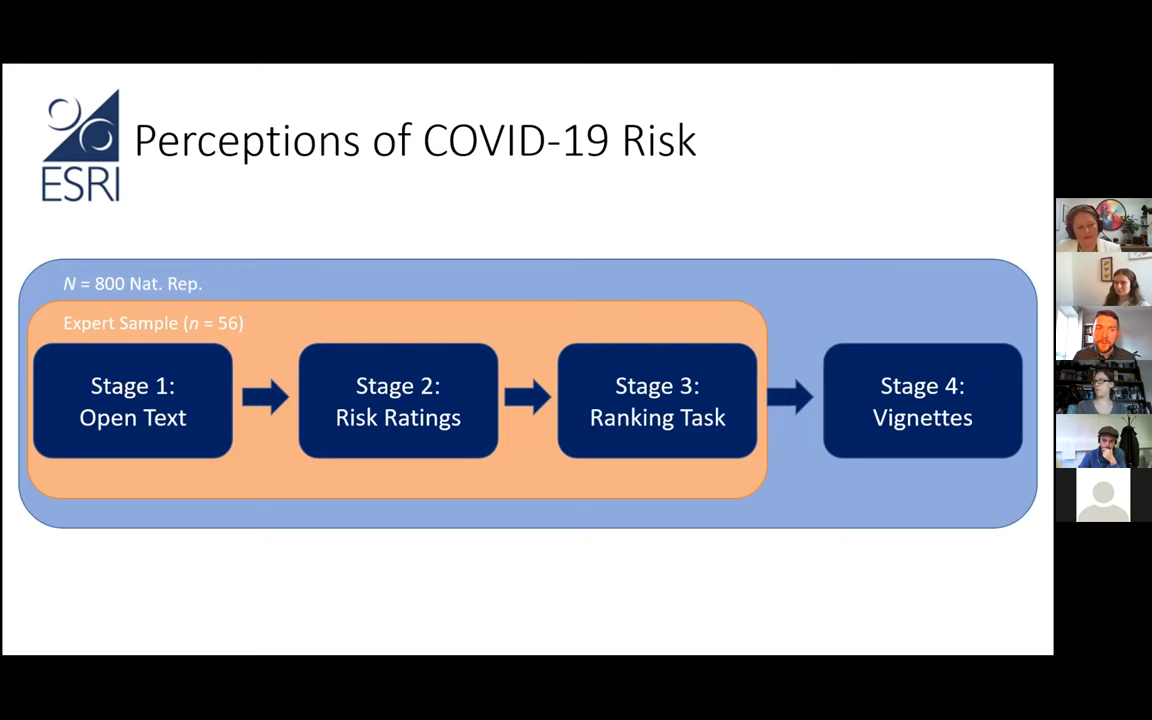 ESRI
Perceptions of COVID-19 Risk
N = 800 Nat. Rep.
Expert Sample (n = 56)
Stage 1:
Open Text
Stage 2:
Risk Ratings
Stage 3:
Ranking Task
Stage 4:
Vignettes